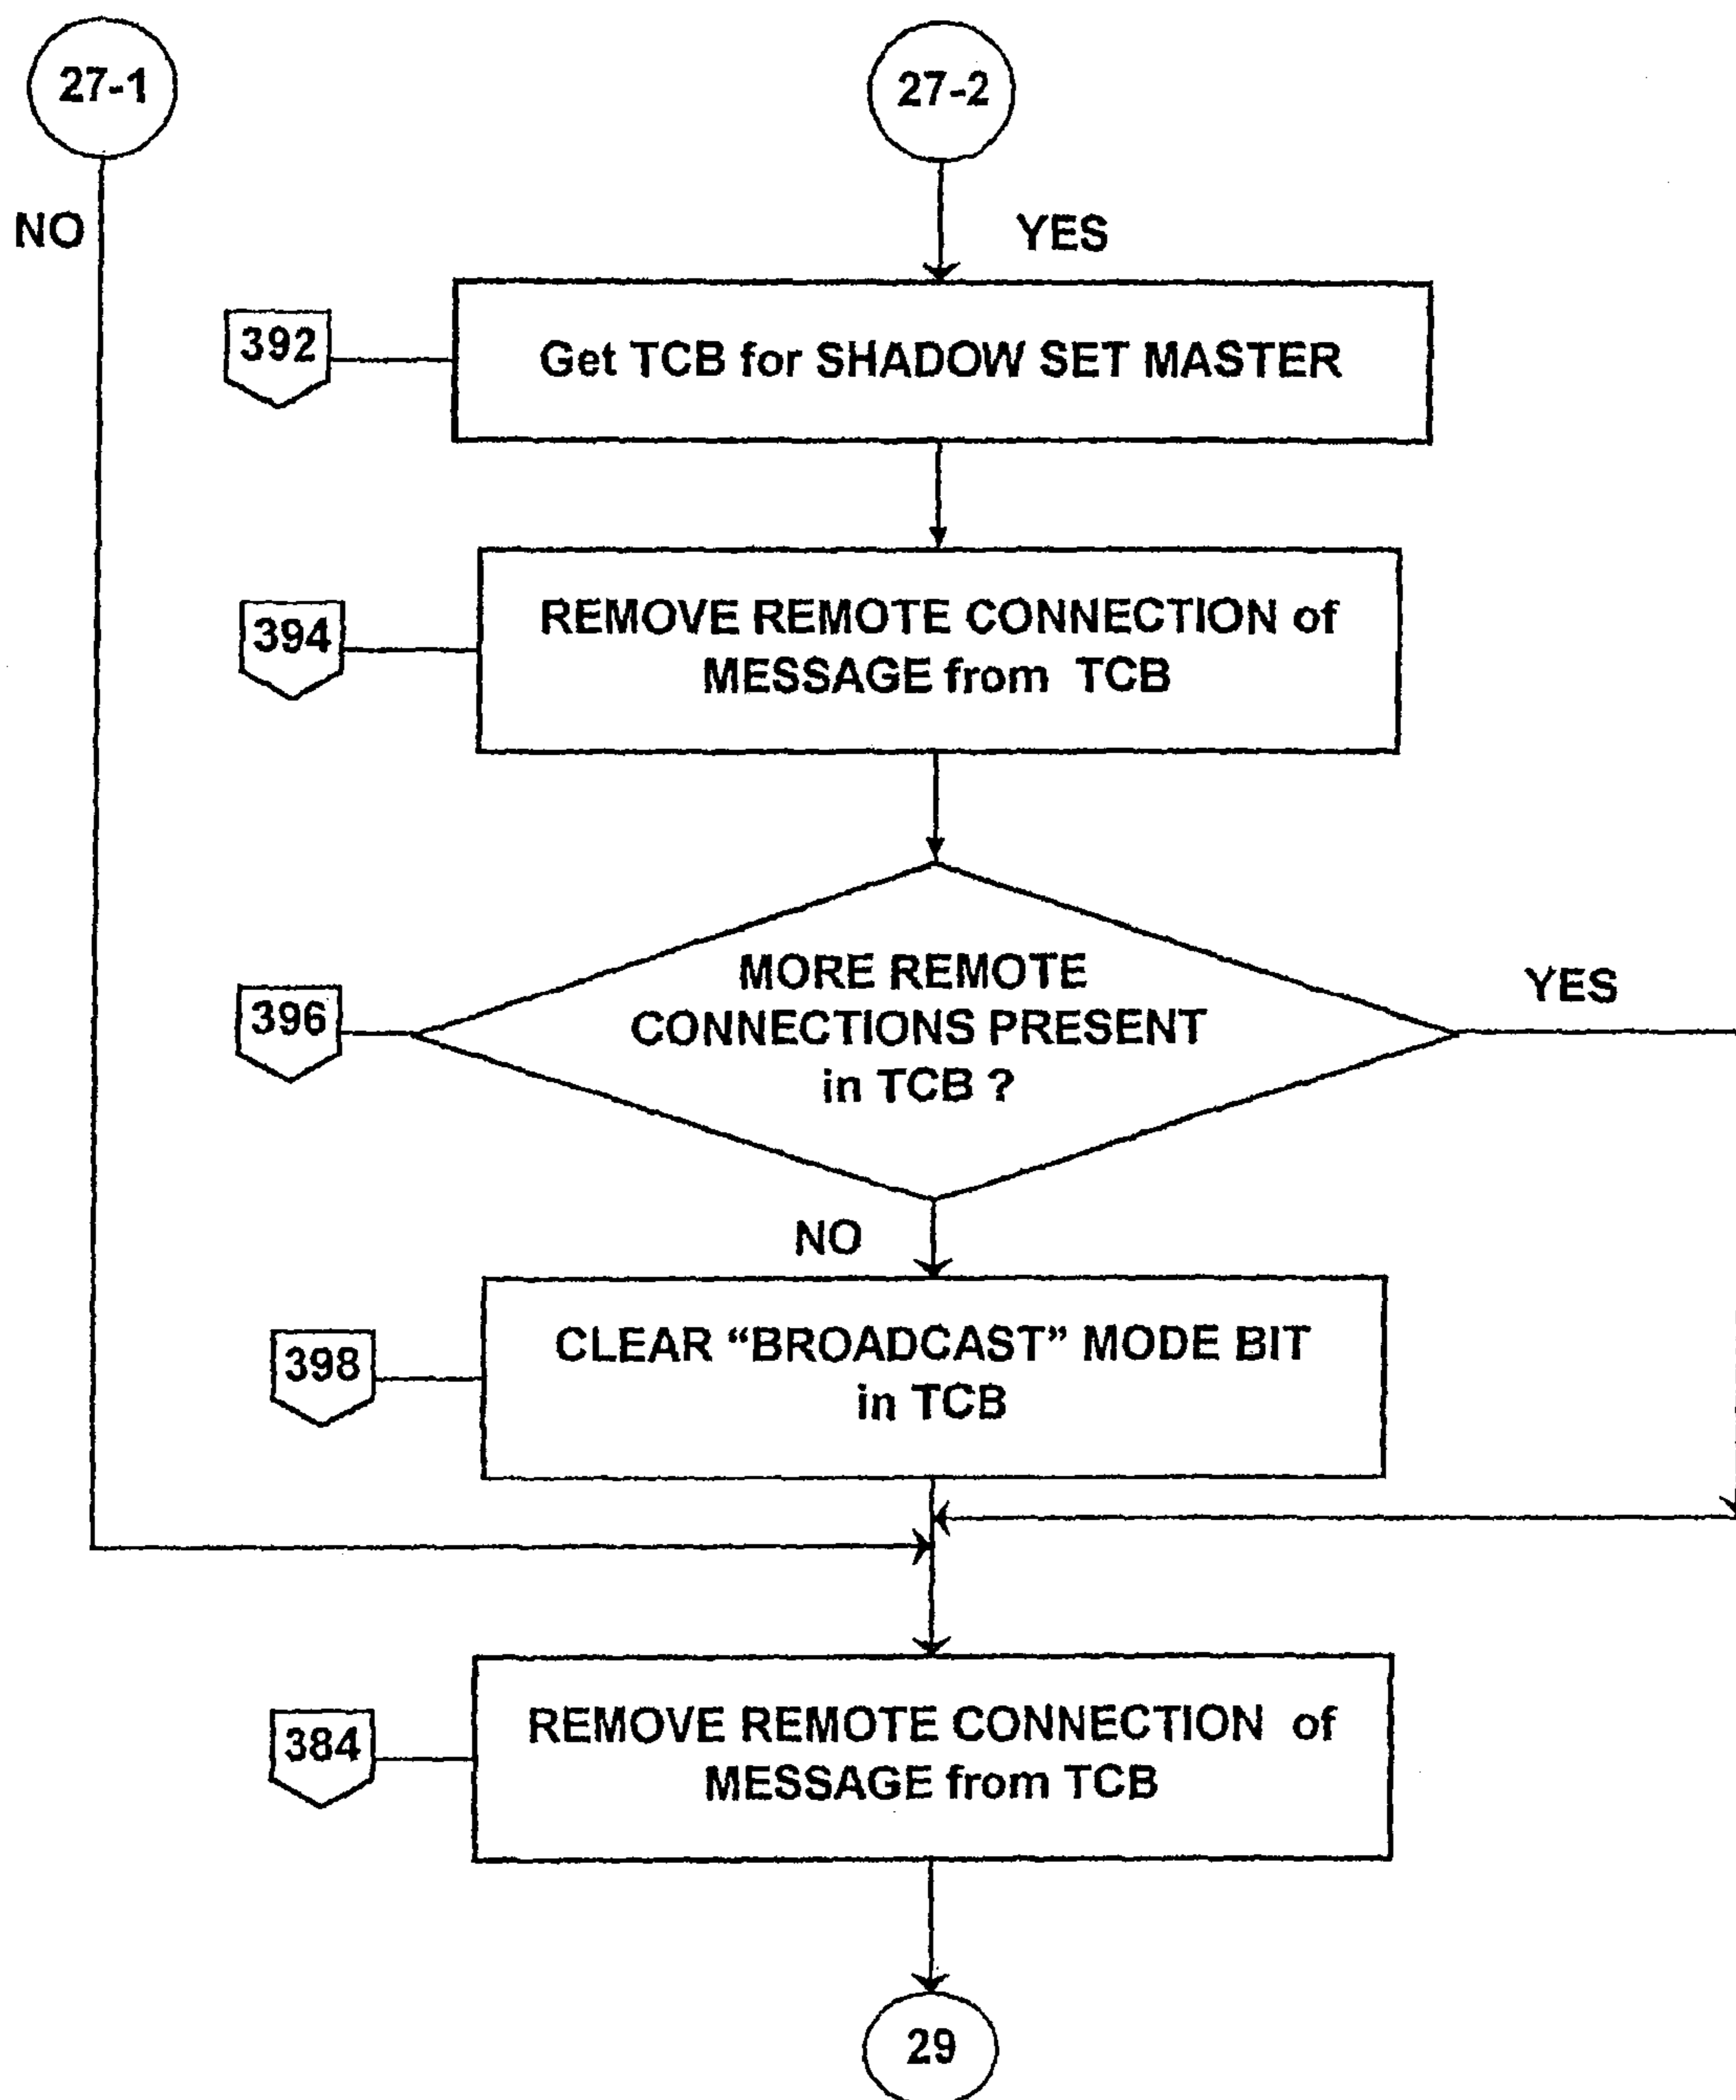 27-1
27-2
NO
YES
392
Get TCB for SHADOW SET MASTER
394
REMOVE REMOTE CONNECTION of
MESSAGE from TCB
396
MORE REMOTE
CONNECTIONS PRESENT
in TCB ?
YES
NO
398
CLEAR “BROADCAST” MODE BIT
in TCB
384
REMOVE REMOTE CONNECTION of
MESSAGE from TCB
29